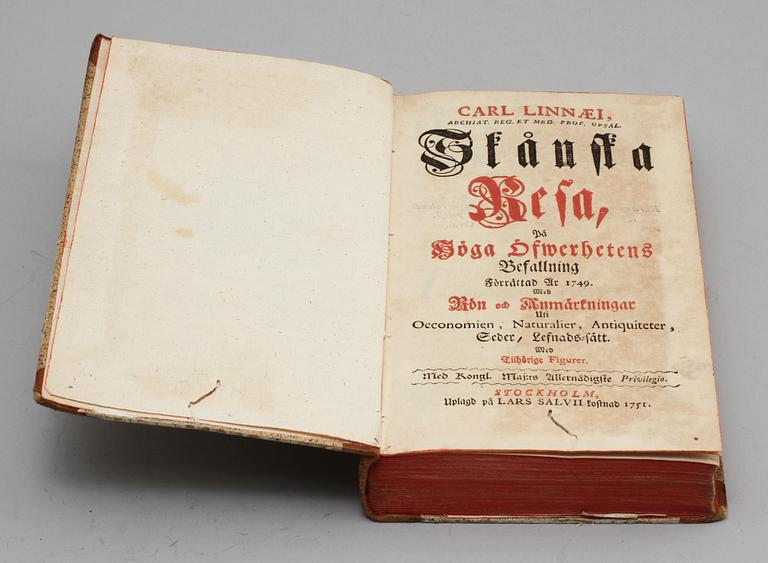 CARL LINNÆI,
ARCHIAT. REG. ET MED. PROF. UPSAL.
Skånska
Resa,
På
Höga Öfwerhetens
Befallning
Förrättad År 1749.
Med
Rön och Anmärkningar
Uti
Oeconomien, Naturalier, Antiquiteter,
Seder, Lefnads-sätt.
Med
Tilhörige Figurer.
Med Kongl. Maj:ts Allernådigste Privilegio.
STOCKHOLM,
Uplagd på LARS SALVII kostnad 1751.